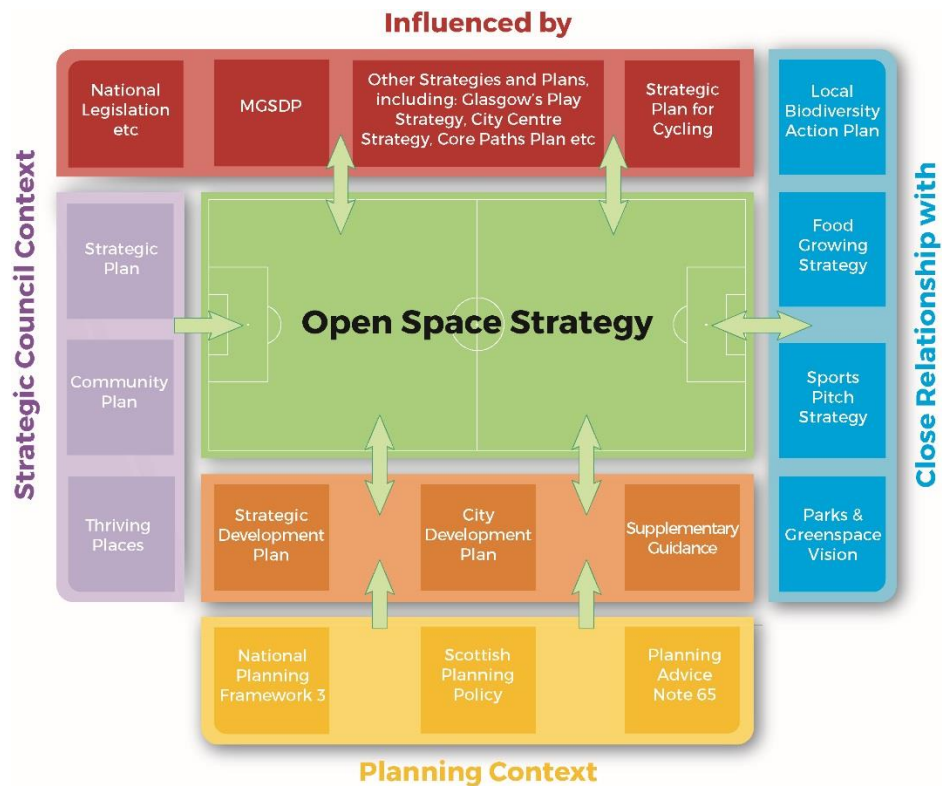 Influenced by
National
Legislation
etc
MGSDP
Other Strategies and Plans,
including: Glasgow's Play
Strategy, City Centre
Strategy, Core Paths Plan etc
Strategic
Plan for
Cycling
Strategic Council Context
Strategic
Plan
Community
Plan
Thriving
Places
Open Space Strategy
Local
Biodiversity
Action Plan
Food
Growing
Strategy
Sports
Pitch
Strategy
Parks &
Greenspace
Vision
Close Relationship with
Strategic
Development
Plan
City
Development
Plan
Supplementary
Guidance
National
Planning
Framework 3
Scottish
Planning
Policy
Planning
Advice
Note 65
Planning Context